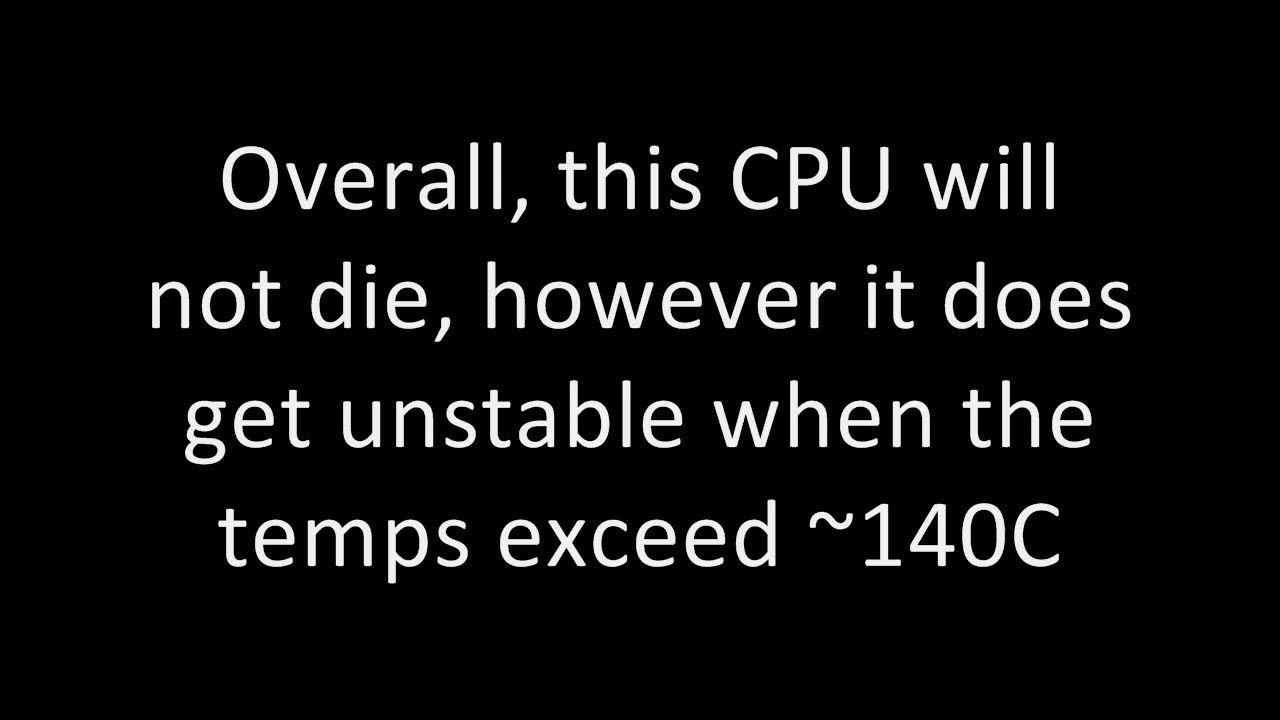 Overall, this CPU will
not die, however it does
get unstable when the
temps exceed ~140C